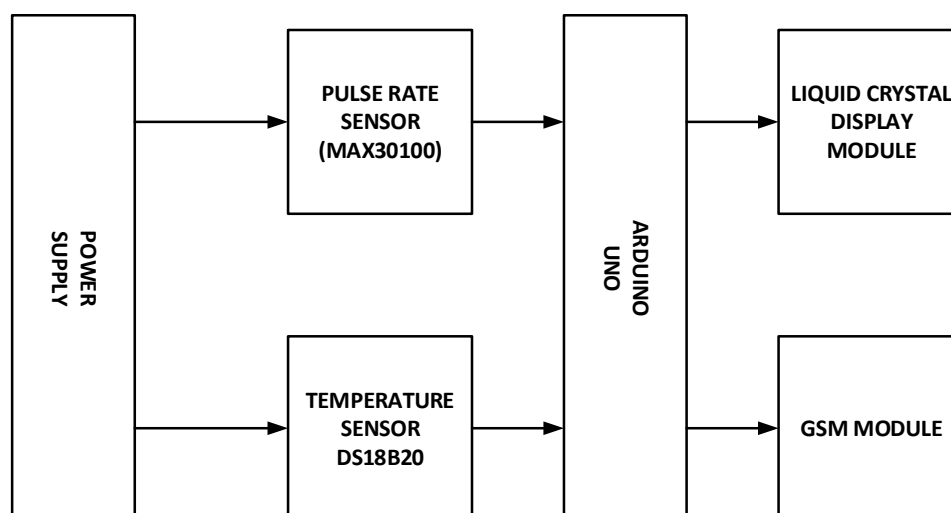 POWER
SUPPLY
PULSE RATE
SENSOR
(MAX30100)
TEMPERATURE
SENSOR
DS18B20
ARDUINO
UNO
LIQUID CRYSTAL
DISPLAY
MODULE
GSM MODULE